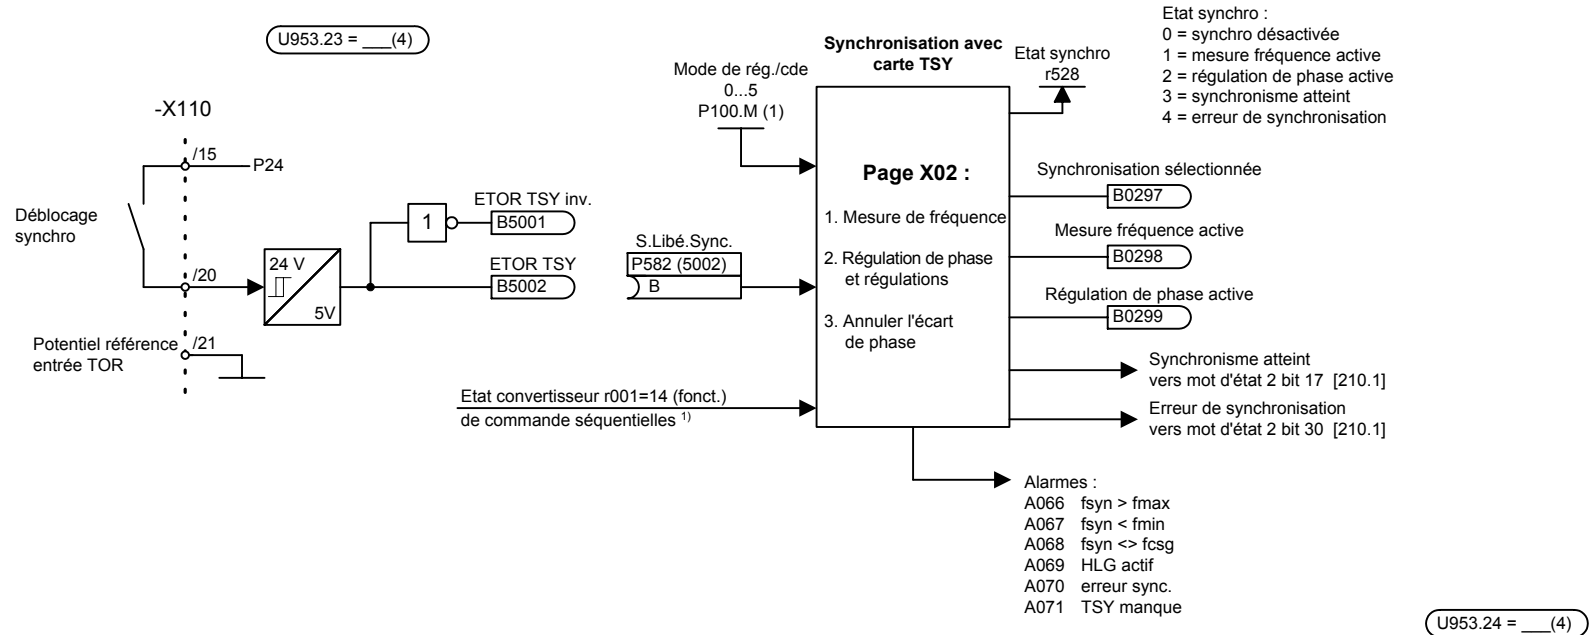 U953.23 = ___(4)
-X110
/15
P24
Déblocage
synchro
/20
24 V
5V
Potentiel référence
entrée TOR
/21
1
ETOR TSY inv.
B5001
ETOR TSY
B5002
Mode de rég./cde
0...5
P100.M (1)
S.Libé.Sync.
P582 (5002)
B
Etat convertisseur r001=14 (fonct.)
de commande séquentielles 1)
Synchronisation avec
carte TSY
Page X02 :
1. Mesure de fréquence
2. Régulation de phase
et régulations
3. Annuler l'écart
de phase
Etat synchro
r528
Etat synchro :
0 = synchro désactivée
1 = mesure fréquence active
2 = régulation de phase active
3 = synchronisme atteint
4 = erreur de synchronisation
Synchronisation sélectionnée
B0297
Mesure fréquence active
B0298
Régulation de phase active
B0299
Synchronisme atteint
vers mot d'état 2 bit 17 [210.1]
Erreur de synchronisation
vers mot d'état 2 bit 30 [210.1]
Alarmes :
A066 fsyn > fmax
A067 fsyn < fmin
A068 fsyn <> fcsg
A069 HLG actif
A070 erreur sync.
A071 TSY manque
U953.24 = ___(4)